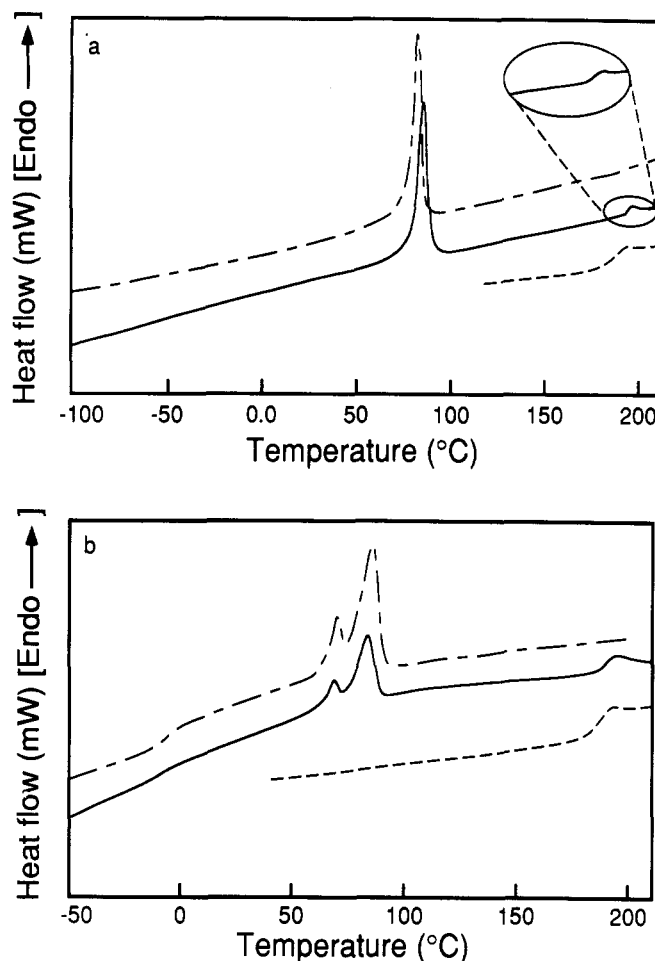 a
Heat flow (mW) [Endo ⟶]
-100 -50 0.0 50 100 150 200
Temperature (°C)
b
Heat flow (mW) [Endo ⟶]
-50 0 50 100 150 200
Temperature (°C)